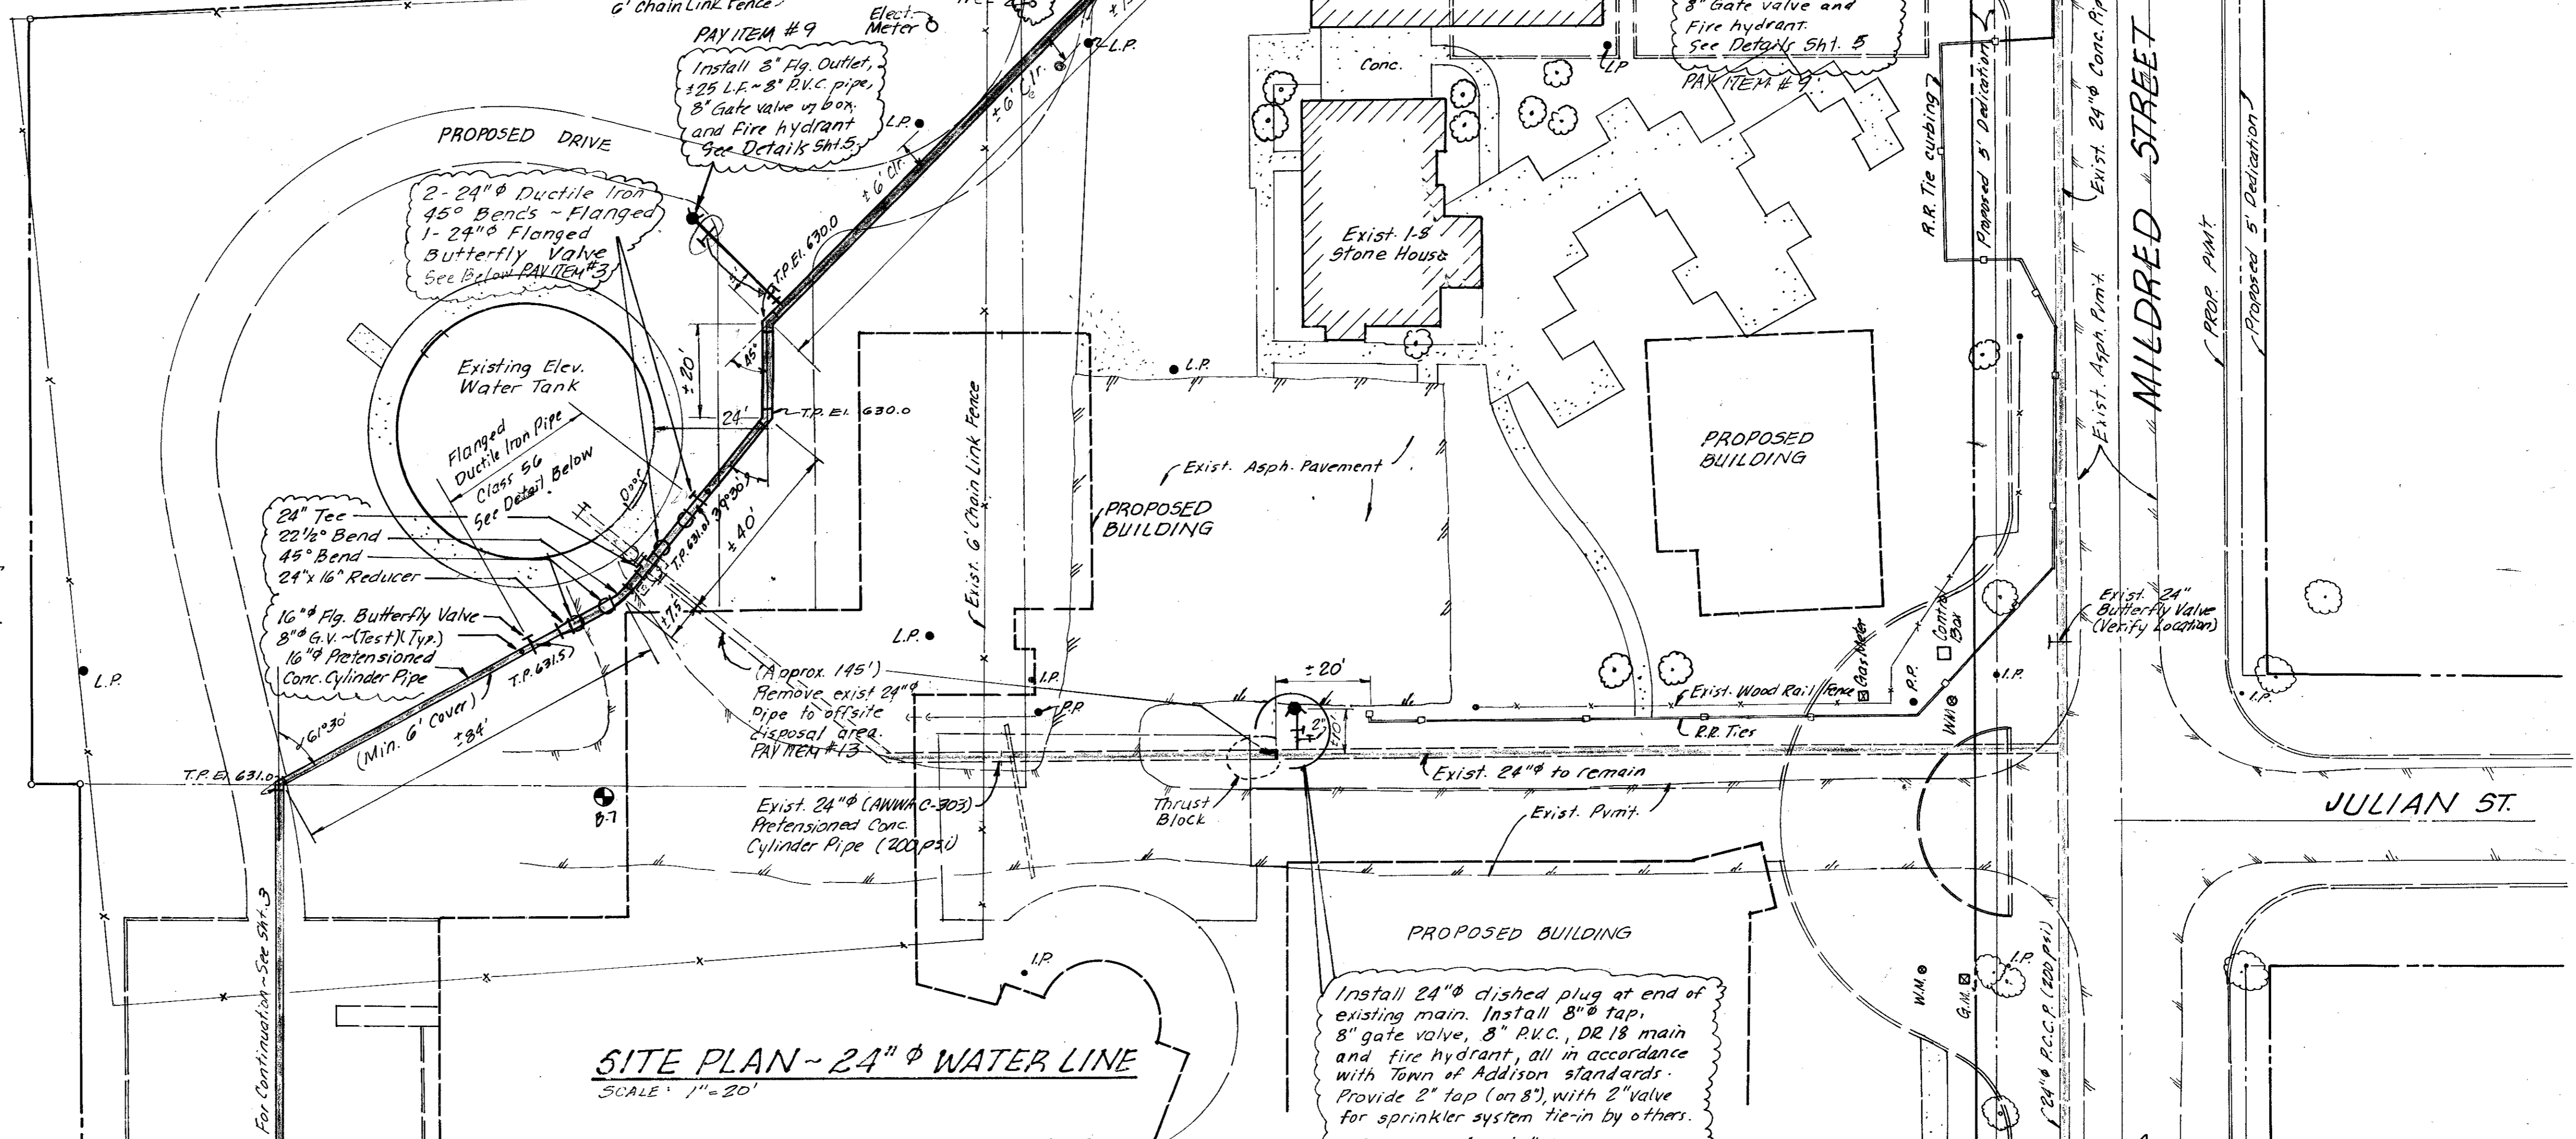 6' Chain Link Fence
Elect.
Meter
PAY ITEM #9
Install 8" Flg. Outlet,
±25 L.F.~8" P.V.C. pipe,
8" Gate valve w/ box.
and Fire hydrant
See Details Sht.5.
L.P.
L.P.
±6' Clr.
±6' Clr.
T.P. El. 630.0
PROPOSED DRIVE
2-24"Φ Ductile Iron
45° Bends ~ Flanged
1-24"Φ Flanged
Butterfly Valve
See Below PAY ITEM #3
Existing Elev.
Water Tank
Flanged
Ductile Iron Pipe
Class 56
See Detail Below
Door
±20'
45°
24'
T.P. El. 630.0
39°30'
±40'
T.P. 631.0
±7.5'
24" Tee
22½° Bend
45° Bend
24"x 16" Reducer
16"Φ Flg. Butterfly Valve
8"Φ G.V.~(Test)(Typ.)
16"Φ Pretensioned
Conc. Cylinder Pipe
T.P. 631.5
61°30'
(Min. 6' Cover)
±84'
T.P. El. 631.0
L.P.
B-7
For Continuation~See Sht.3
Exist. 6' Chain Link Fence
PROPOSED
BUILDING
L.P.
I.P.
P.P.
(Approx. 145')
Remove exist 24"Φ
Pipe to offsite
disposal area.
PAY ITEM #13
Exist. 24"Φ (AWWA C-303)
Pretensioned Conc.
Cylinder Pipe (200 psi)
I.P.
8" Gate valve and
Fire hydrant.
See Details Sht. 5
PAY ITEM #9
LP
Conc.
Exist. 1-S
Stone House
L.P.
Exist. Asph. Pavement
PROPOSED
BUILDING
±20'
2"
±10'
Thrust
Block
Exist. Wood Rail Fence
R.R. Ties
Exist. 24"Φ to remain
Exist. Pvmt.
Gas Meter
Control
Box
P.P.
WM
I.P.
PROPOSED BUILDING
Install 24"Φ dished plug at end of
existing main. Install 8"Φ tap,
8" gate valve, 8" P.V.C., DR 18 main
and fire hydrant, all in accordance
with Town of Addison standards.
Provide 2" tap (on 8"), with 2" valve
for sprinkler system tie-in by others.
W.M.
G.M.
I.P.
24"Φ P.C.C.P. (200 psi)
R.R. Tie curbing
Proposed 5' Dedication
Exist. 24"Φ Conc. Pipe
Exist. Asph. Pvmt.
MILDRED STREET
PROP. PVMT.
Proposed 5' Dedication
Exist. 24"
Butterfly Valve
(Verify Location)
I.P.
JULIAN ST.
SITE PLAN ~ 24"Φ WATER LINE
SCALE: 1"=20'